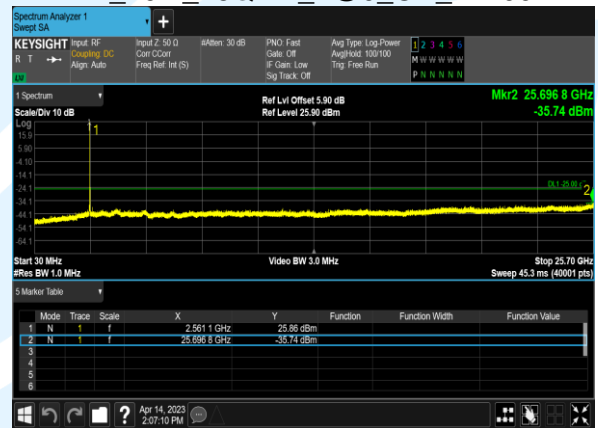 Spectrum Analyzer 1
Swept SA
+
KEYSIGHT Input: RF Input Z: 50 Ω #Atten: 30 dB PNO: Fast Avg Type: Log-Power 1 2 3 4 5 6
R T Coupling: DC Corr CCorr Gate: Off Avg|Hold: 100/100 M W W W W W
Align: Auto Freq Ref: Int (S) IF Gain: Low Trig: Free Run P N N N N N
LW Sig Track: Off
1 Spectrum
Ref Lvl Offset 5.90 dB Mkr2 25.696 8 GHz
Scale/Div 10 dB Ref Level 25.90 dBm -35.74 dBm
Log
15.9 1
5.90
-4.10
-14.1
-24.1 2
-34.1
-44.1
-54.1
-64.1
Start 30 MHz Video BW 3.0 MHz Stop 25.70 GHz
#Res BW 1.0 MHz Sweep 45.3 ms (40001 pts)
5 Marker Table
Mode Trace Scale X Y Function Function Width Function Value
1 N 1 f 2.561 1 GHz 25.86 dBm
2 N 1 f 25.696 8 GHz -35.74 dBm
3
4
5
6
? Apr 14, 2023
2:07:10 PM